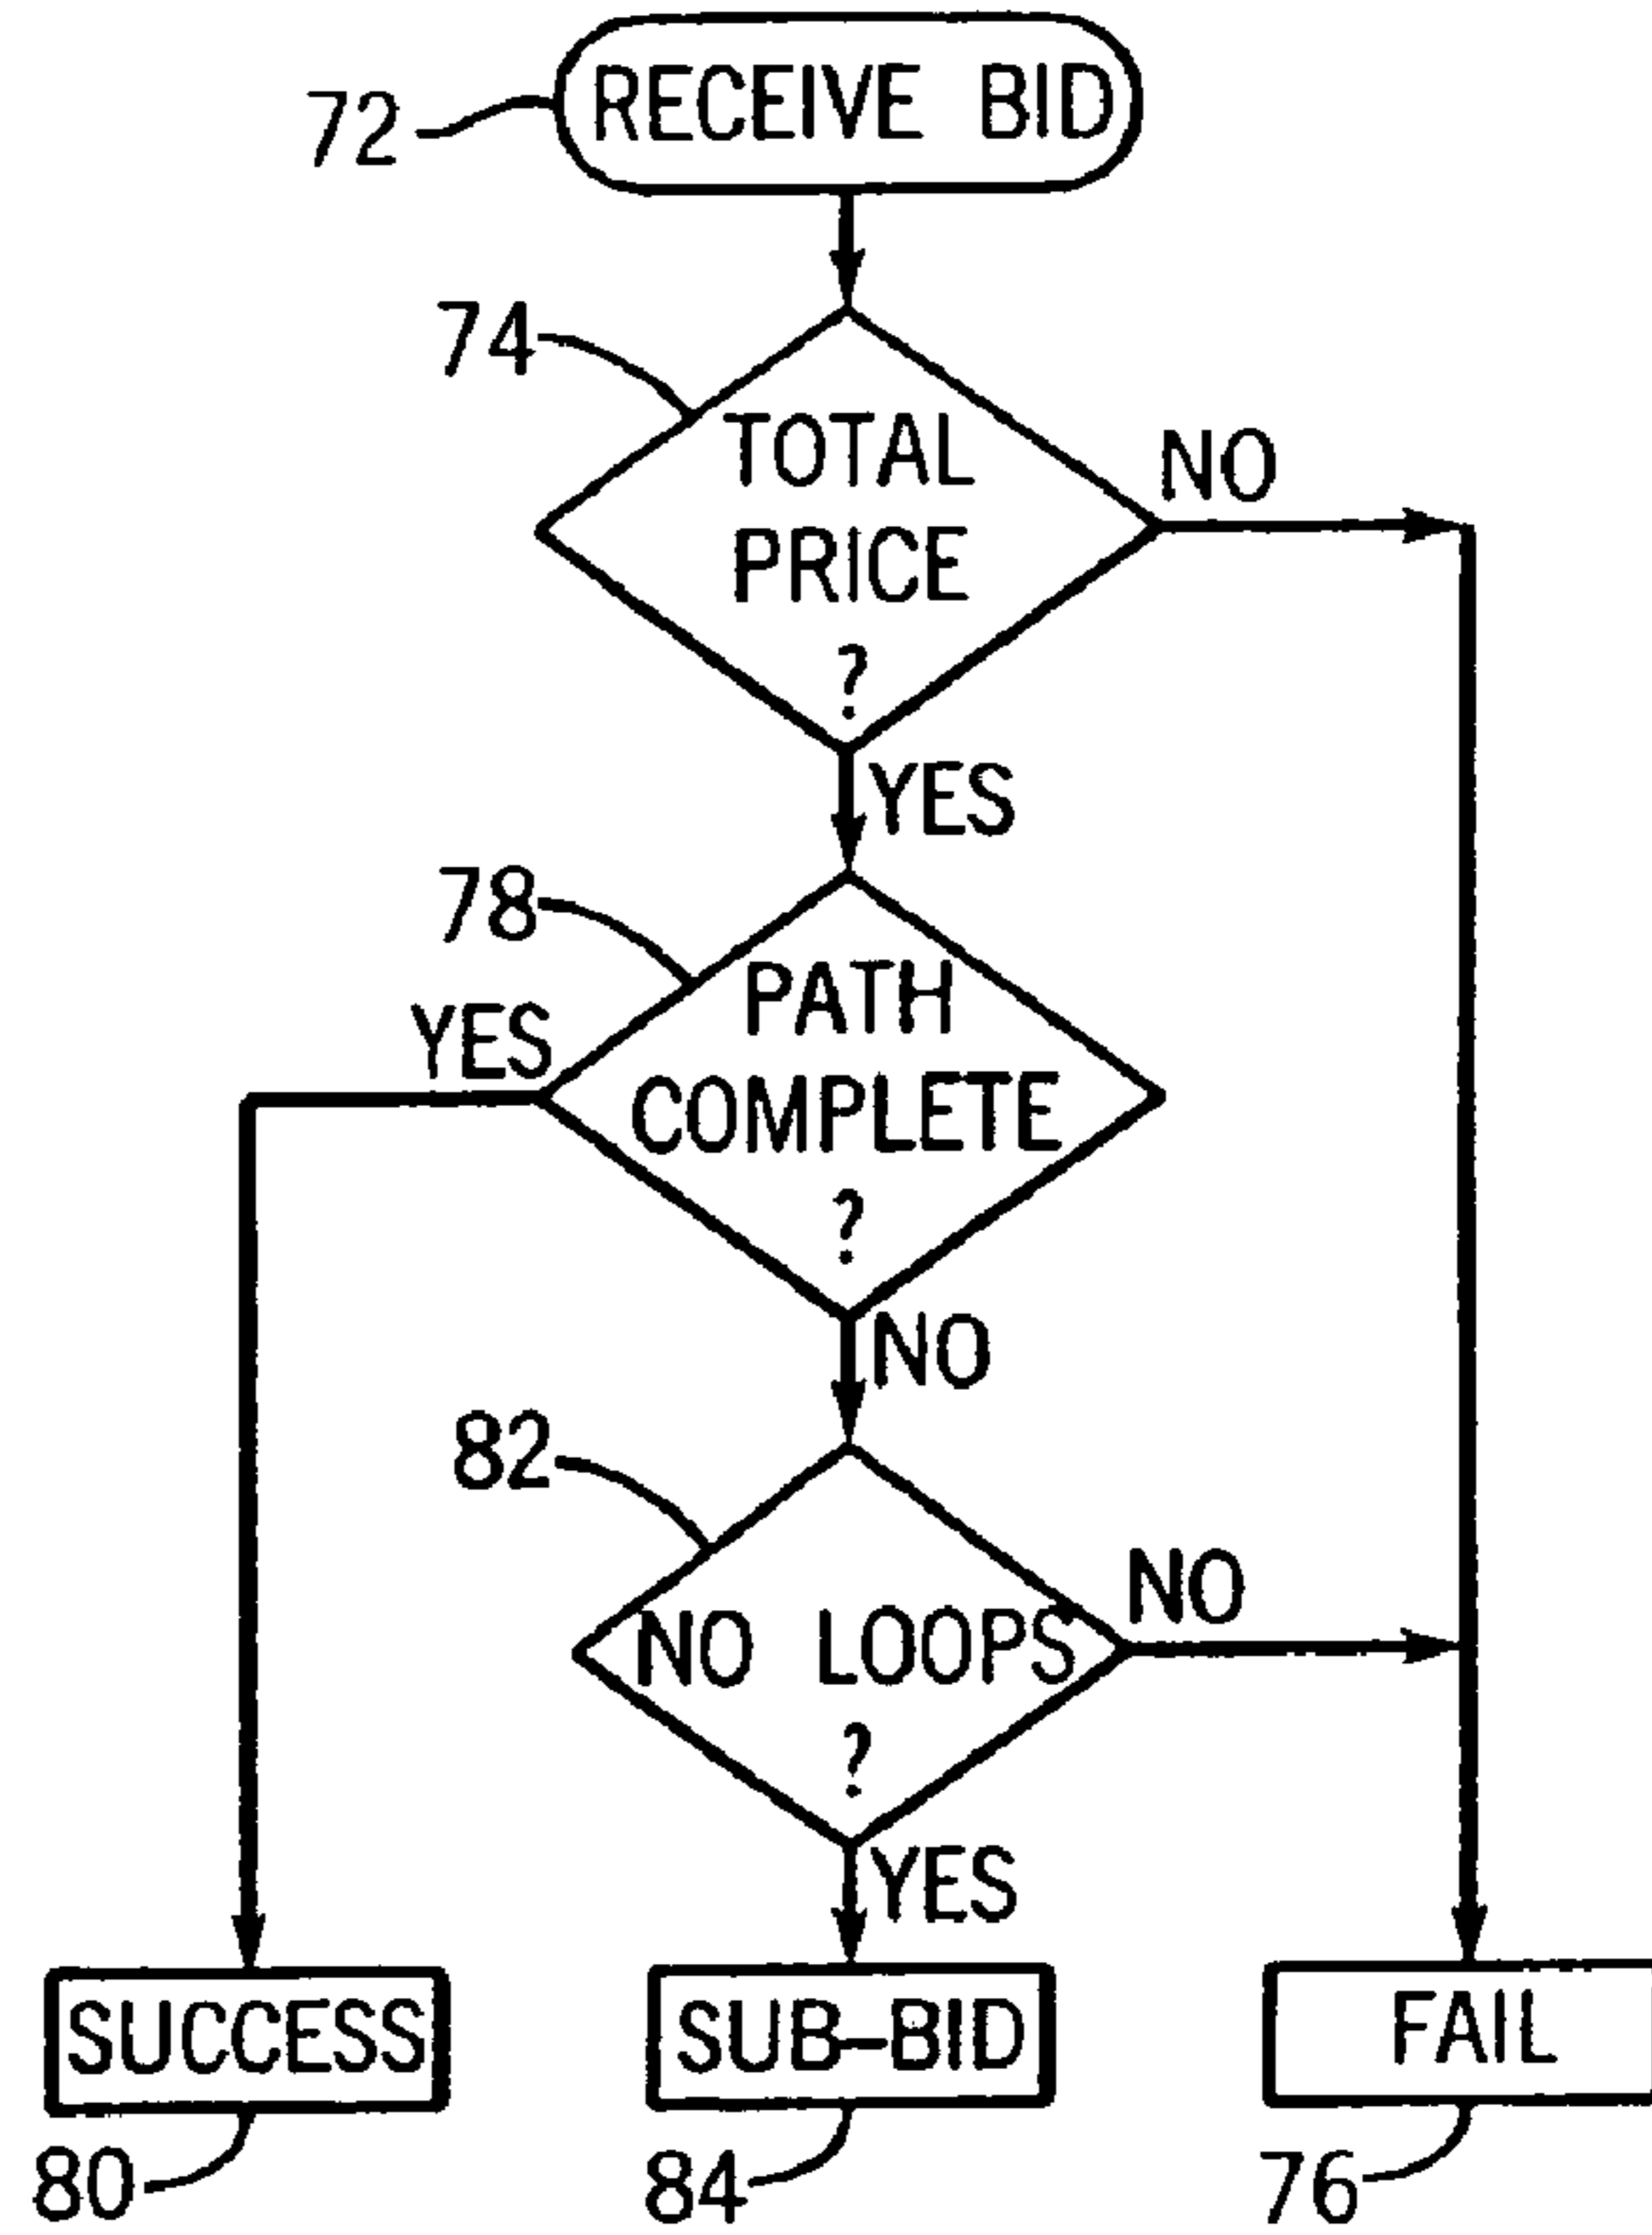 72
RECEIVE BID
74
TOTAL
PRICE
?
NO
YES
78
PATH
COMPLETE
?
YES
NO
82
NO LOOPS
?
NO
YES
SUCCESS
SUB-BID
FAIL
80
84
76